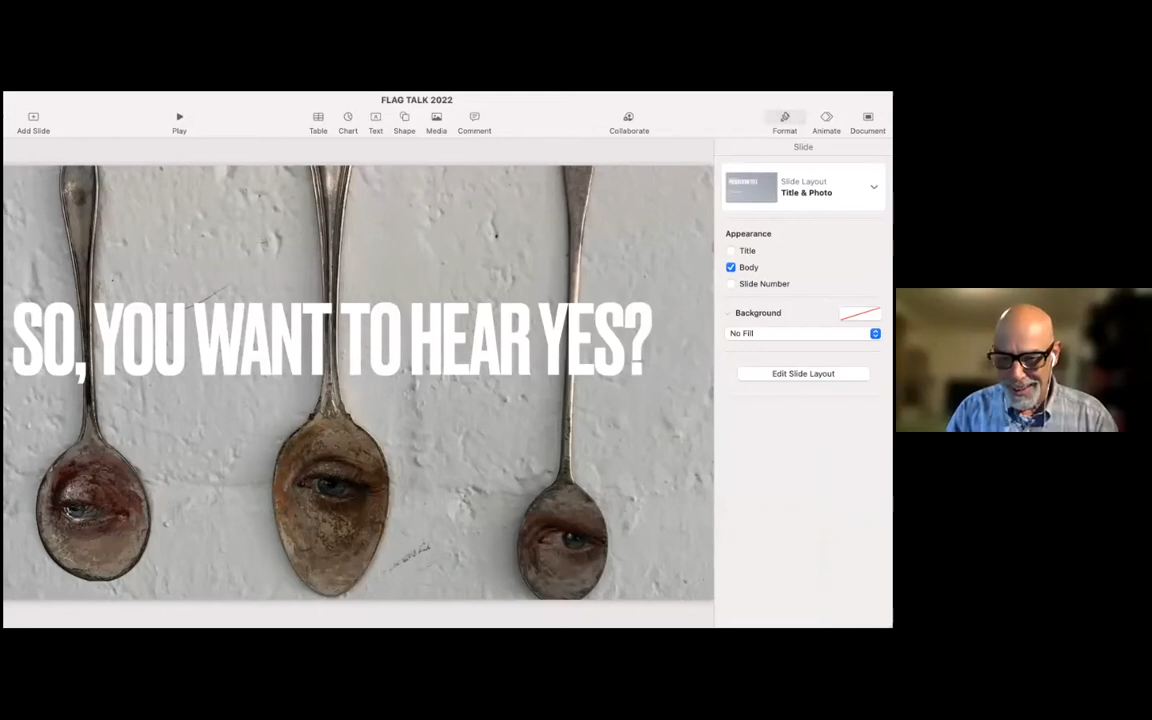 FLAG TALK 2022
Add Slide
Play
Table
Chart
Text
Shape
Media
Comment
Collaborate
Format
Animate
Document
Slide
Slide Layout
Title & Photo
Appearance
Title
Body
Slide Number
Background
No Fill
Edit Slide Layout
SO, YOU WANT TO HEAR YES?